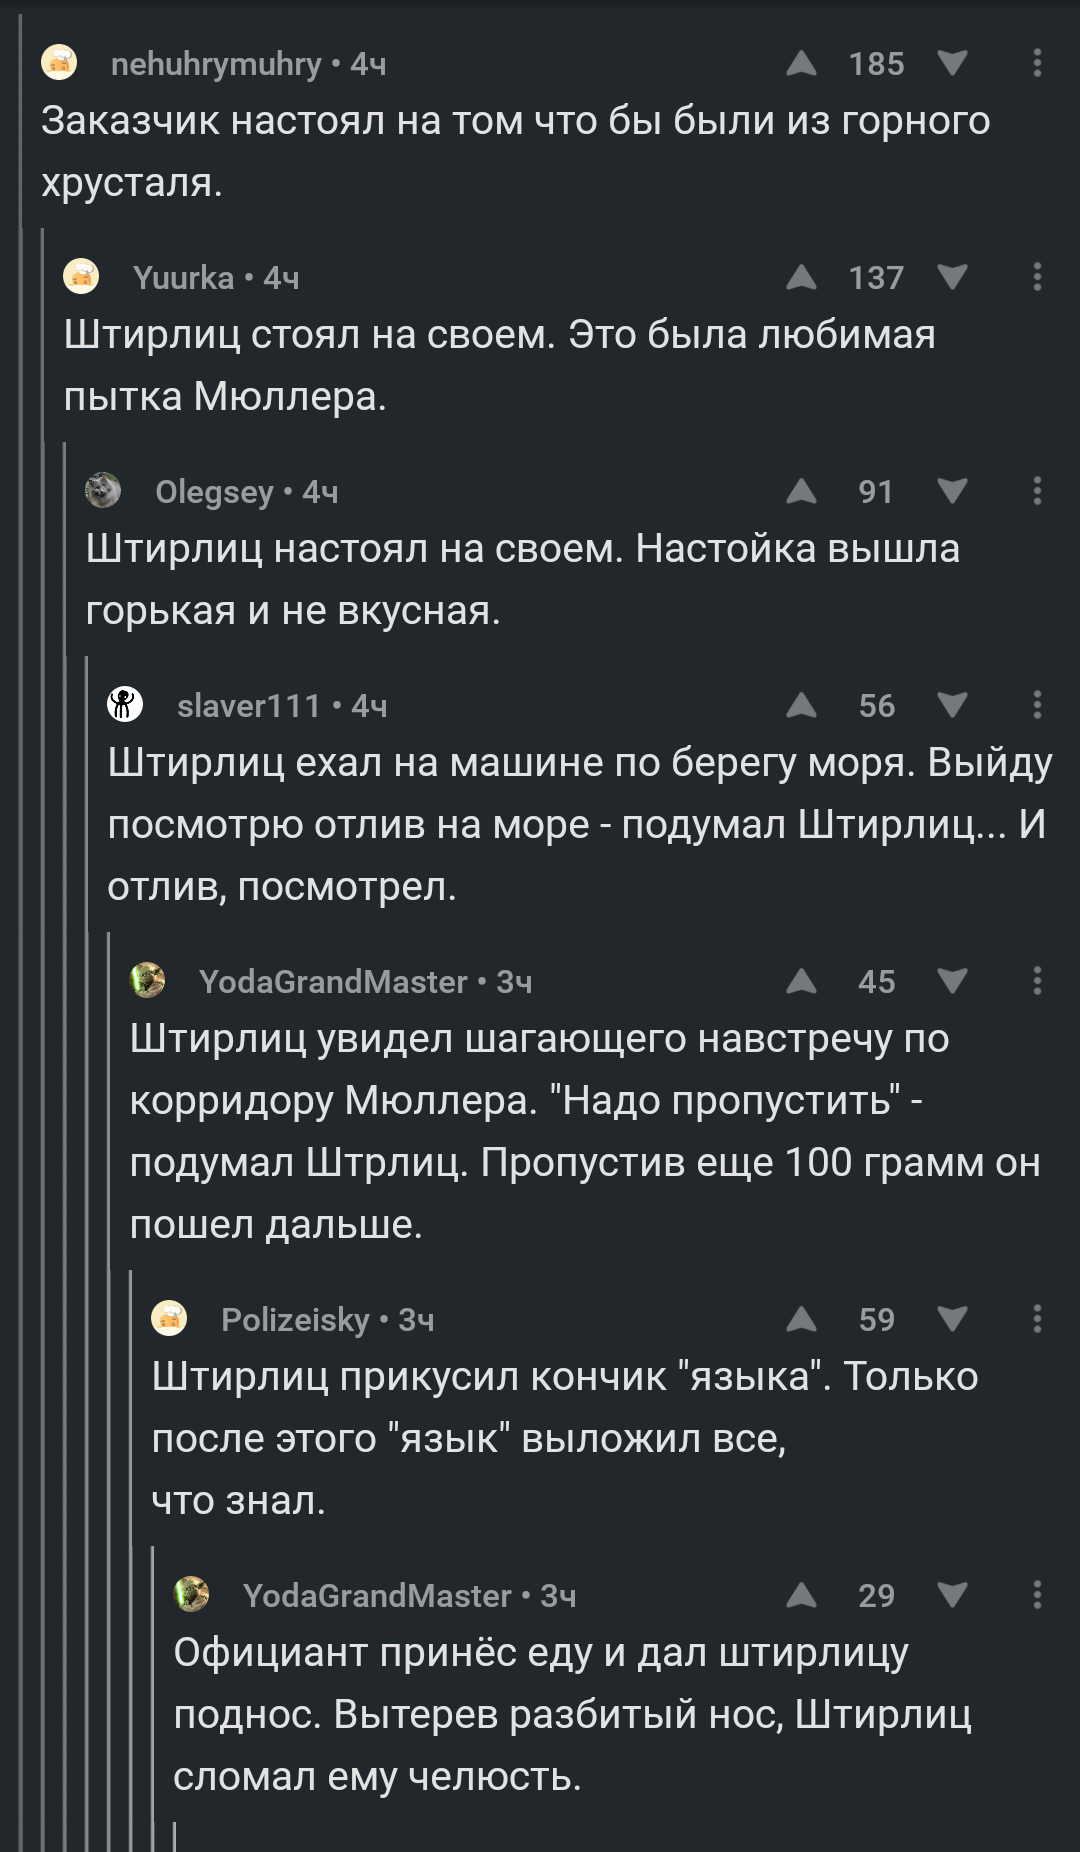 nehuhrymuhry • 4ч 185
Заказчик настоял на том что бы были из горного
хрусталя.
Yuurka • 4ч 137
Штирлиц стоял на своем. Это была любимая
пытка Мюллера.
Olegsey • 4ч 91
Штирлиц настоял на своем. Настойка вышла
горькая и не вкусная.
slaver111 • 4ч 56
Штирлиц ехал на машине по берегу моря. Выйду
посмотрю отлив на море - подумал Штирлиц... И
отлив, посмотрел.
YodaGrandMaster • 3ч 45
Штирлиц увидел шагающего навстречу по
корридору Мюллера. "Надо пропустить" -
подумал Штрлиц. Пропустив еще 100 грамм он
пошел дальше.
Polizeisky • 3ч 59
Штирлиц прикусил кончик "языка". Только
после этого "язык" выложил все,
что знал.
YodaGrandMaster • 3ч 29
Официант принёс еду и дал штирлицу
поднос. Вытерев разбитый нос, Штирлиц
сломал ему челюсть.